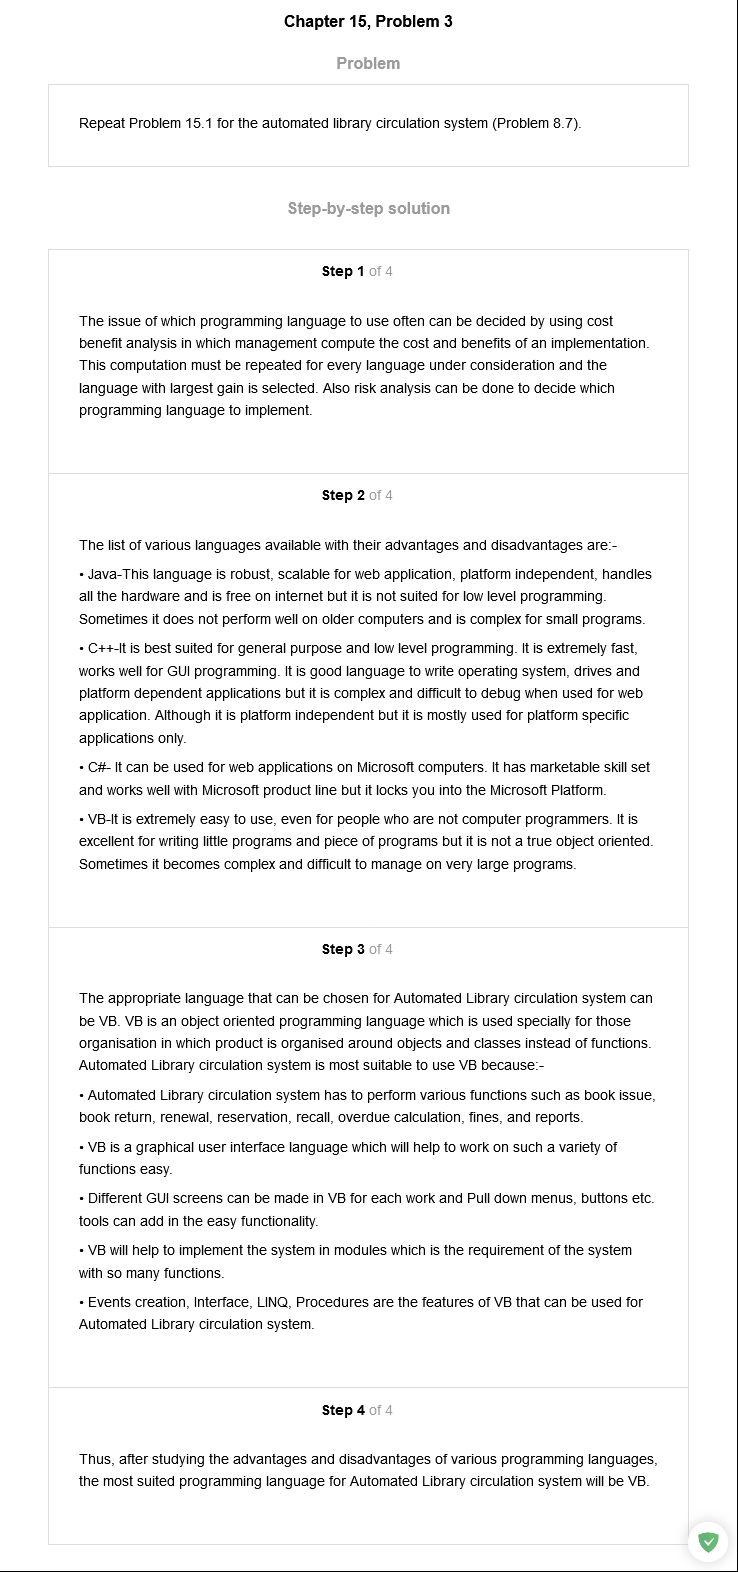 Chapter 15, Problem 3
Problem
Repeat Problem 15.1 for the automated library circulation system (Problem 8.7).
Step-by-step solution
Step 1 of 4
The issue of which programming language to use often can be decided by using cost
benefit analysis in which management compute the cost and benefits of an implementation.
This computation must be repeated for every language under consideration and the
language with largest gain is selected. Also risk analysis can be done to decide which
programming language to implement.
Step 2 of 4
The list of various languages available with their advantages and disadvantages are:-
• Java-This language is robust, scalable for web application, platform independent, handles
all the hardware and is free on internet but it is not suited for low level programming.
Sometimes it does not perform well on older computers and is complex for small programs.
• C++-It is best suited for general purpose and low level programming. It is extremely fast,
works well for GUI programming. It is good language to write operating system, drives and
platform dependent applications but it is complex and difficult to debug when used for web
application. Although it is platform independent but it is mostly used for platform specific
applications only.
• C#- It can be used for web applications on Microsoft computers. It has marketable skill set
and works well with Microsoft product line but it locks you into the Microsoft Platform.
• VB-It is extremely easy to use, even for people who are not computer programmers. It is
excellent for writing little programs and piece of programs but it is not a true object oriented.
Sometimes it becomes complex and difficult to manage on very large programs.
Step 3 of 4
The appropriate language that can be chosen for Automated Library circulation system can
be VB. VB is an object oriented programming language which is used specially for those
organisation in which product is organised around objects and classes instead of functions.
Automated Library circulation system is most suitable to use VB because:-
• Automated Library circulation system has to perform various functions such as book issue,
book return, renewal, reservation, recall, overdue calculation, fines, and reports.
• VB is a graphical user interface language which will help to work on such a variety of
functions easy.
• Different GUI screens can be made in VB for each work and Pull down menus, buttons etc.
tools can add in the easy functionality.
• VB will help to implement the system in modules which is the requirement of the system
with so many functions.
• Events creation, Interface, LINQ, Procedures are the features of VB that can be used for
Automated Library circulation system.
Step 4 of 4
Thus, after studying the advantages and disadvantages of various programming languages,
the most suited programming language for Automated Library circulation system will be VB.